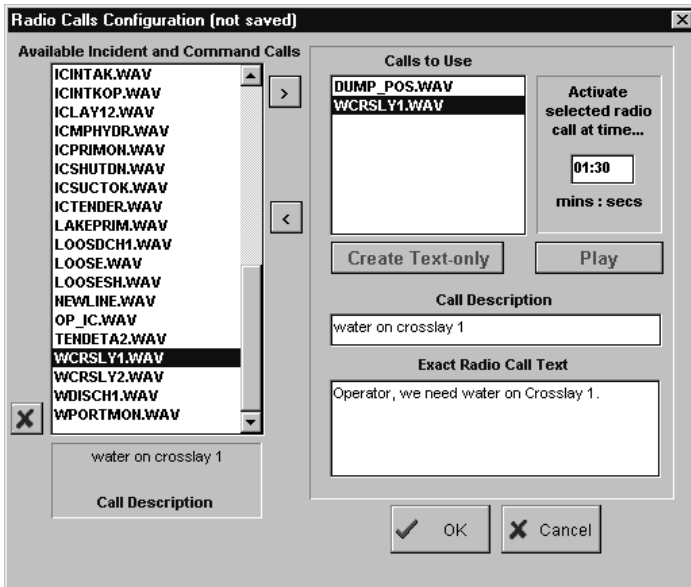 Radio Calls Configuration (not saved)
Available Incident and Command Calls
ICINTAK.WAV
ICINTKOP.WAV
ICLAY12.WAV
ICMPHYDR.WAV
ICPRIMON.WAV
ICSHUTDN.WAV
ICSUCTOK.WAV
ICTENDER.WAV
LAKEPRIM.WAV
LOOSDCH1.WAV
LOOSE.WAV
LOOSESH.WAV
NEWLINE.WAV
OP_IC.WAV
TENDETA2.WAV
WCRSLY1.WAV
WCRSLY2.WAV
WDISCH1.WAV
WPORTMON.WAV
water on crosslay 1
Call Description
>
<
Calls to Use
DUMP_POS.WAV
WCRSLY1.WAV
Activate
selected radio
call at time...
01:30
mins : secs
Create Text-only
Play
Call Description
water on crosslay 1
Exact Radio Call Text
Operator, we need water on Crosslay 1.
OK
Cancel